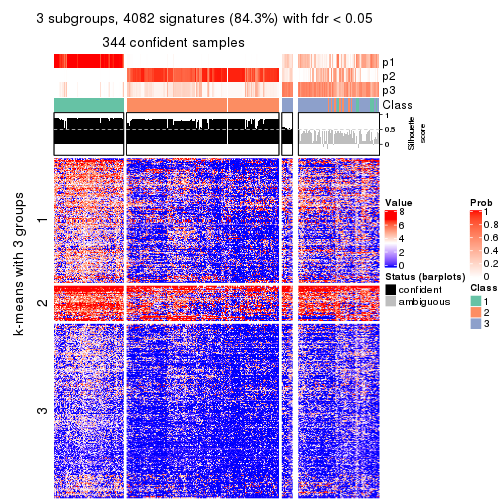 3 subgroups, 4082 signatures (84.3%) with fdr < 0.05
344 confident samples
p1
p2
p3
Class
1
0.5
0
Silhouette
score
k-means with 3 groups
1
2
3
Value
8
6
4
2
0
Status (barplots)
confident
ambiguous
Prob
1
0.8
0.6
0.4
0.2
0
Class
1
2
3